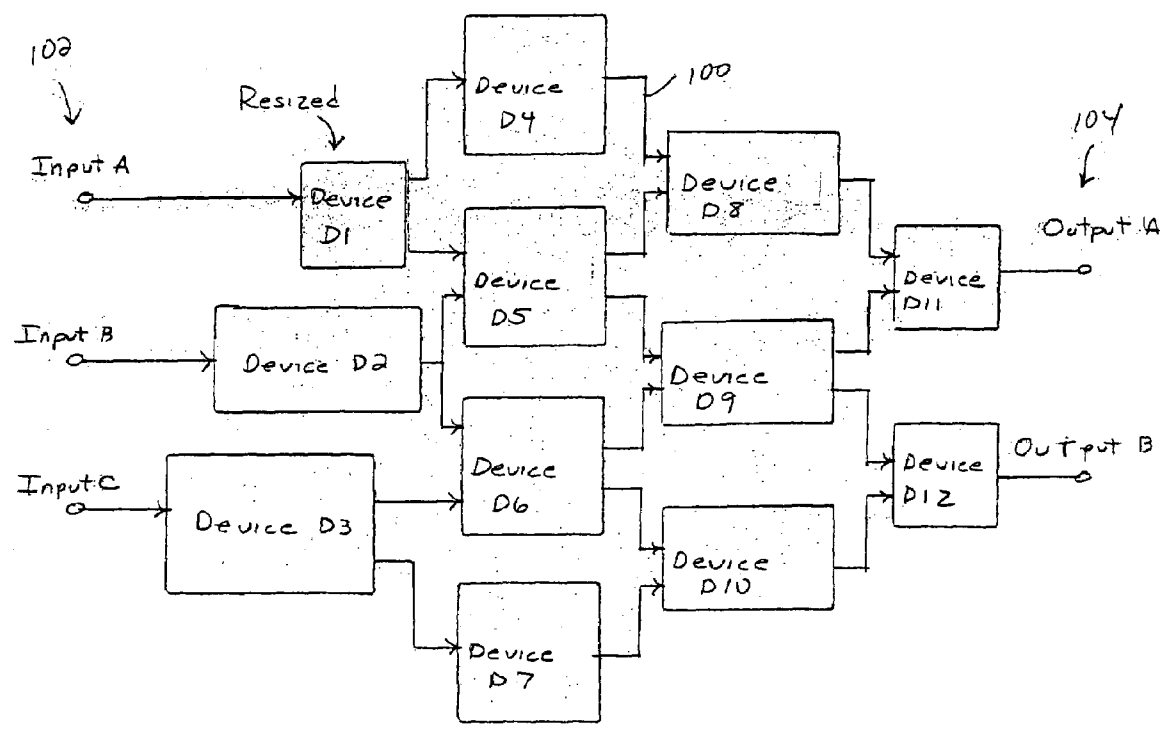 102
Resized
100
104
Input A
Device
D1
Device
D4
Device
D8
Output A
Device
D5
Device
D11
Input B
Device D2
Device
D9
Input C
Device D3
Device
D6
Device
D12
Output B
Device
D10
Device
D7